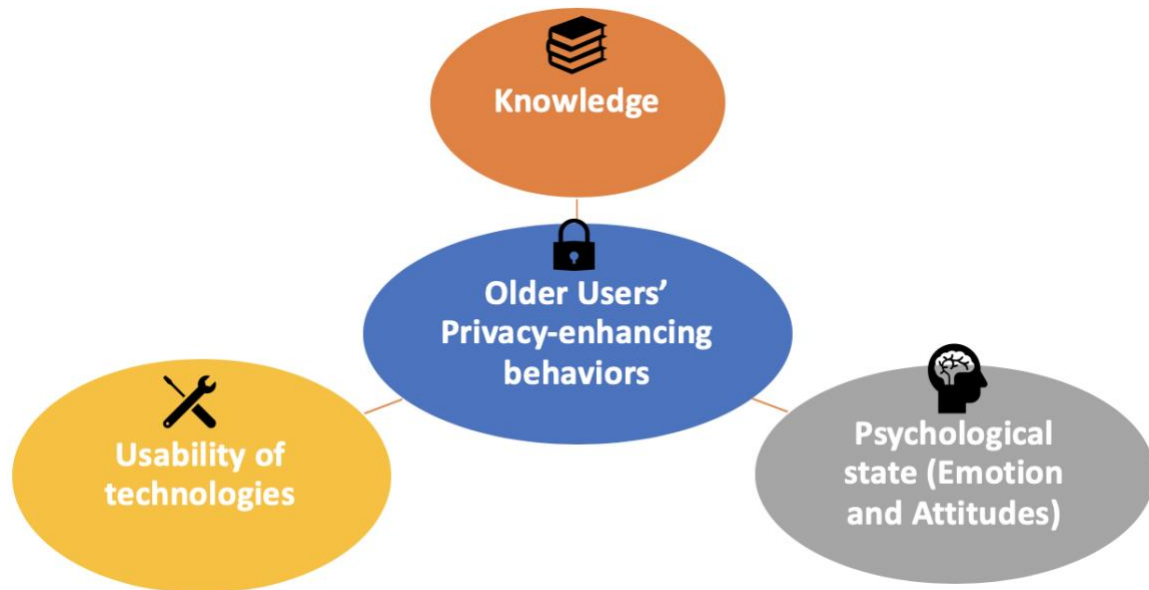 Knowledge
Older Users’
Privacy-enhancing
behaviors
Usability of
technologies
Psychological
state (Emotion
and Attitudes)